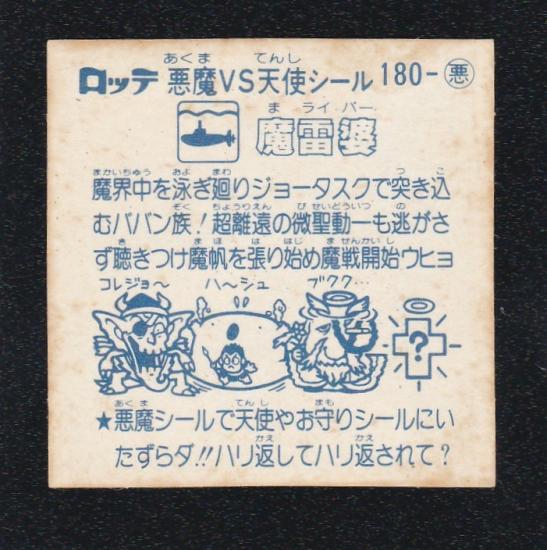 あくま てんし
ロッテ 悪魔VS天使シール 180-悪
ま ライバー
魔雷婆
まかいちゅう およ まわ つ こ
魔界中を泳ぎ廻りジョータスクで突き込
ぞく ちょうりえん びせいどういつ の
むババン族!超離遠の微聖動一も逃がさ
き まほ は はじ ませんかいし
ず聴きつけ魔帆を張り始め魔戦開始ウヒョ
コレジョ〜 ハ〜シュ ブクク…
?
あくま てんし まも
★悪魔シールで天使やお守りシールにい
かえ かえ
たずらダ!!ハリ返してハリ返されて?